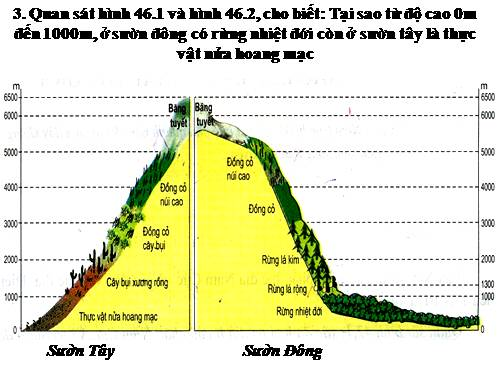 3. Quan sát hình 46.1 và hình 46.2, cho biết: Tại sao từ độ cao 0m
đến 1000m, ở sườn đông có rừng nhiệt đới còn ở sườn tây là thực
vật nửa hoang mạc
m
6500
6000
5000
4000
3000
2000
1000
0
Băng
tuyết
Đồng cỏ
núi cao
Đồng cỏ
cây bụi
Cây bụi xương rồng
Thực vật nửa hoang mạc
Băng
tuyết
Đồng cỏ
núi cao
Đồng cỏ
Rừng lá kim
Rừng lá rộng
Rừng nhiệt đới
m
6500
6000
5000
4000
3000
1300
1000
0
Sườn Tây
Sườn Đông